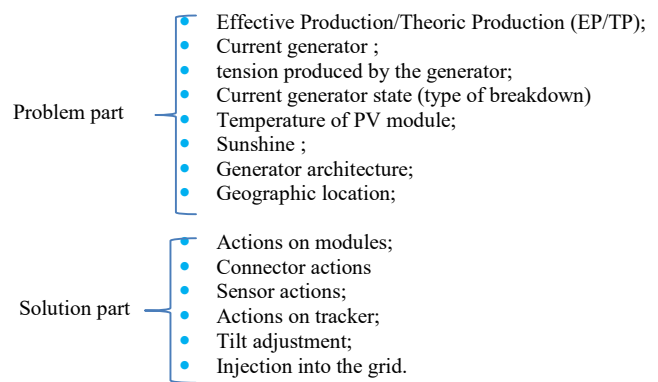 Effective Production/Theoric Production (EP/TP);
Current generator ;
tension produced by the generator;
Current generator state (type of breakdown)
Problem part
Temperature of PV module;
Sunshine ;
Generator architecture;
Geographic location;
Actions on modules;
Connector actions
Sensor actions;
Solution part
Actions on tracker;
Tilt adjustment;
Injection into the grid.